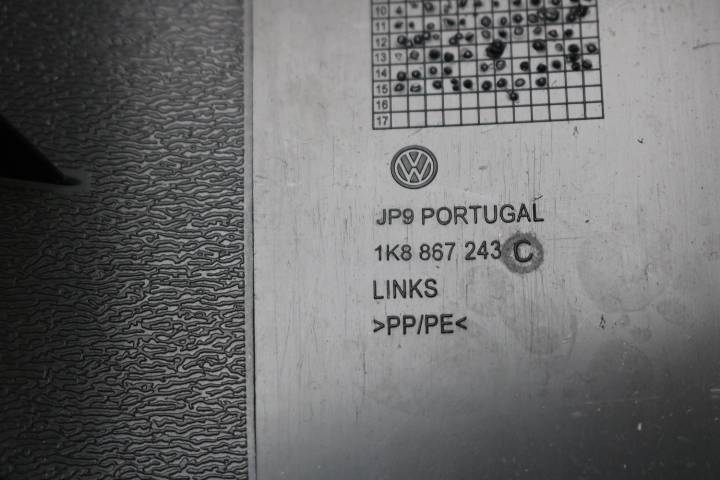 10
11
12
13
14
15
16
17
VW
JP9 PORTUGAL
1K8 867 243 C
LINKS
>PP/PE<